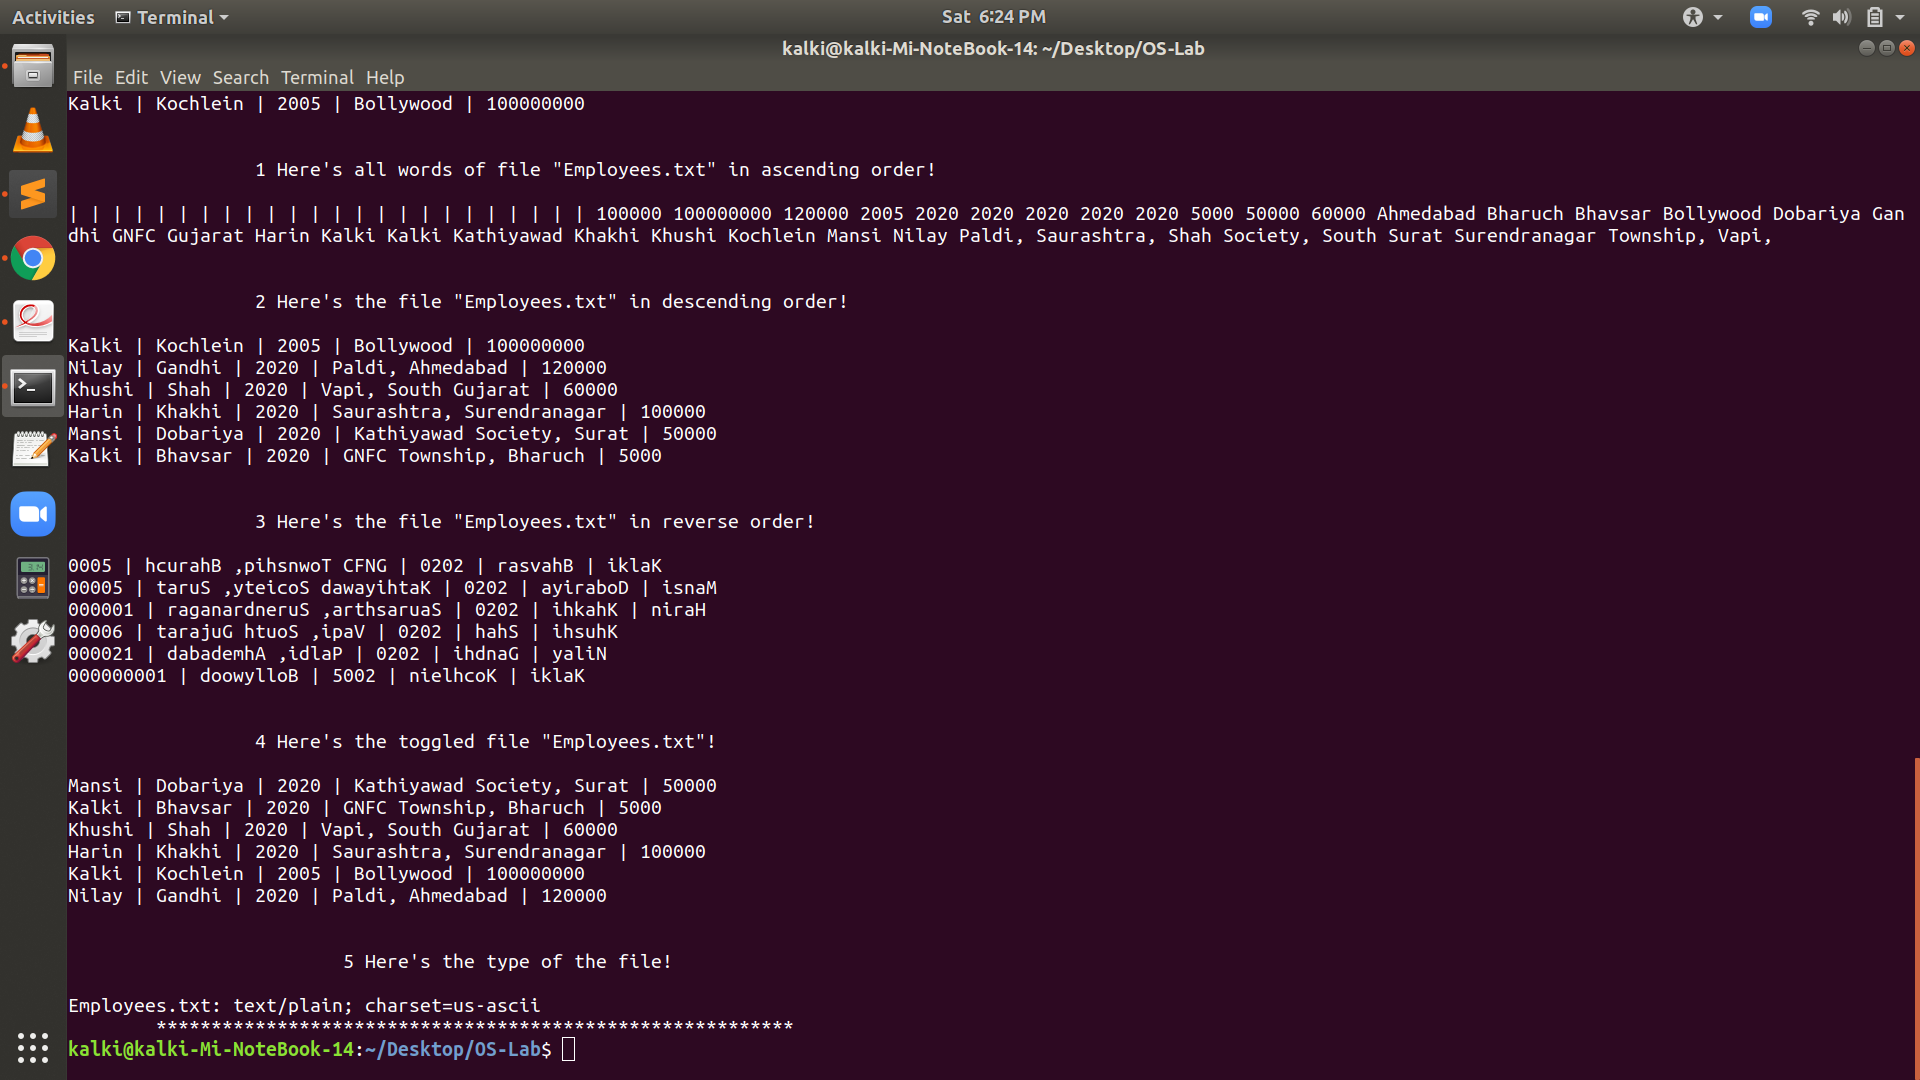 Activities Terminal Sat 6:24 PM
kalki@kalki-Mi-NoteBook-14: ~/Desktop/OS-Lab
File Edit View Search Terminal Help
Kalki | Kochlein | 2005 | Bollywood | 100000000
1 Here's all words of file "Employees.txt" in ascending order!
| | | | | | | | | | | | | | | | | | | | | | | | 100000 100000000 120000 2005 2020 2020 2020 2020 2020 5000 50000 60000 Ahmedabad Bharuch Bhavsar Bollywood Dobariya Gan
dhi GNFC Gujarat Harin Kalki Kalki Kathiyawad Khakhi Khushi Kochlein Mansi Nilay Paldi, Saurashtra, Shah Society, South Surat Surendranagar Township, Vapi,
2 Here's the file "Employees.txt" in descending order!
Kalki | Kochlein | 2005 | Bollywood | 100000000
Nilay | Gandhi | 2020 | Paldi, Ahmedabad | 120000
Khushi | Shah | 2020 | Vapi, South Gujarat | 60000
Harin | Khakhi | 2020 | Saurashtra, Surendranagar | 100000
Mansi | Dobariya | 2020 | Kathiyawad Society, Surat | 50000
Kalki | Bhavsar | 2020 | GNFC Township, Bharuch | 5000
3 Here's the file "Employees.txt" in reverse order!
0005 | hcurahB ,pihsnwoT CFNG | 0202 | rasvahB | iklaK
00005 | taruS ,yteicoS dawayihtaK | 0202 | ayiraboD | isnaM
000001 | raganardneruS ,arthsaruaS | 0202 | ihkahK | niraH
00006 | tarajuG htuoS ,ipaV | 0202 | hahS | ihsuhK
000021 | dabademhA ,idlaP | 0202 | ihdnaG | yaliN
000000001 | doowylloB | 5002 | nielhcoK | iklaK
4 Here's the toggled file "Employees.txt"!
Mansi | Dobariya | 2020 | Kathiyawad Society, Surat | 50000
Kalki | Bhavsar | 2020 | GNFC Township, Bharuch | 5000
Khushi | Shah | 2020 | Vapi, South Gujarat | 60000
Harin | Khakhi | 2020 | Saurashtra, Surendranagar | 100000
Kalki | Kochlein | 2005 | Bollywood | 100000000
Nilay | Gandhi | 2020 | Paldi, Ahmedabad | 120000
5 Here's the type of the file!
Employees.txt: text/plain; charset=us-ascii
**********************************************************
kalki@kalki-Mi-NoteBook-14:~/Desktop/OS-Lab$